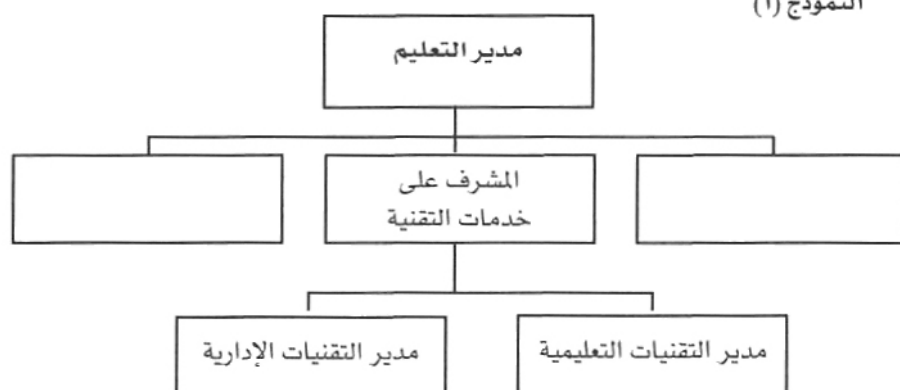 النموذج (١)
مدير التعليم
المشرف على
خدمات التقنية
مدير التقنيات التعليمية
مدير التقنيات الإدارية